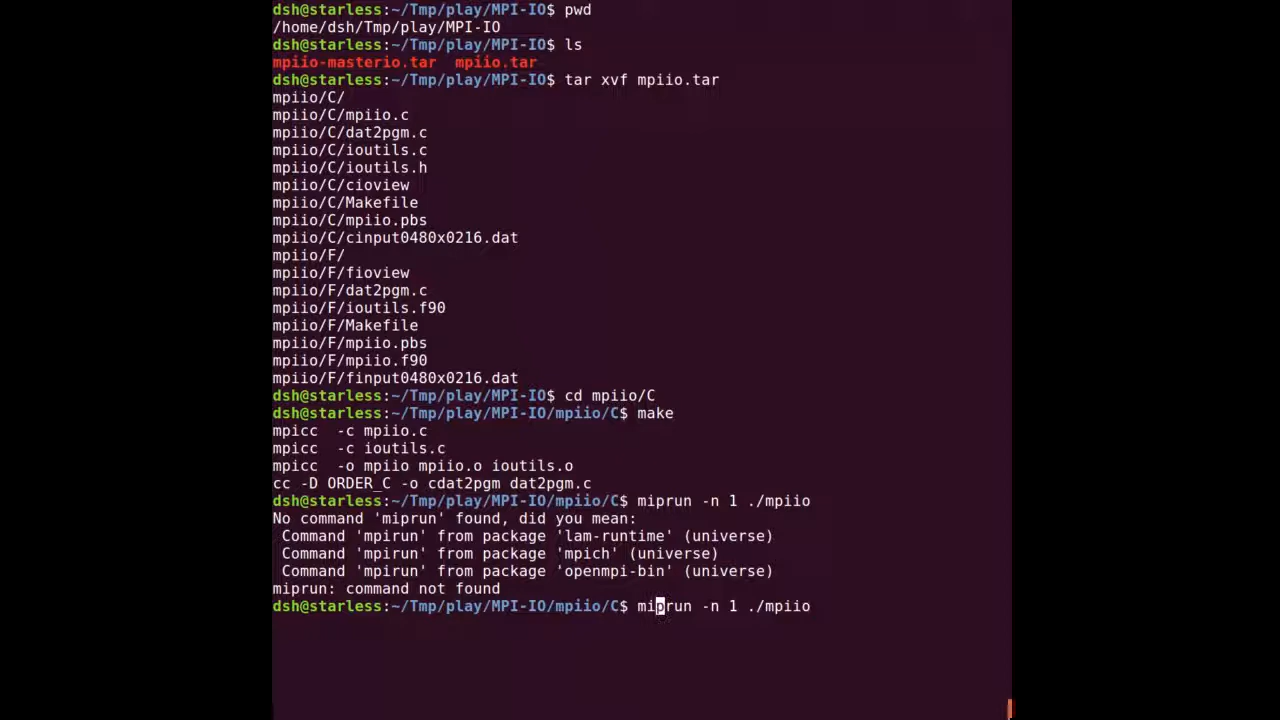 dsh@starless:~/Tmp/play/MPI-IO$ pwd
/home/dsh/Tmp/play/MPI-IO
dsh@starless:~/Tmp/play/MPI-IO$ ls
mpiio-masterio.tar  mpiio.tar
dsh@starless:~/Tmp/play/MPI-IO$ tar xvf mpiio.tar
mpiio/C/
mpiio/C/mpiio.c
mpiio/C/dat2pgm.c
mpiio/C/ioutils.c
mpiio/C/ioutils.h
mpiio/C/cioview
mpiio/C/Makefile
mpiio/C/mpiio.pbs
mpiio/C/cinput0480x0216.dat
mpiio/F/
mpiio/F/fioview
mpiio/F/dat2pgm.c
mpiio/F/ioutils.f90
mpiio/F/Makefile
mpiio/F/mpiio.pbs
mpiio/F/mpiio.f90
mpiio/F/finput0480x0216.dat
dsh@starless:~/Tmp/play/MPI-IO$ cd mpiio/C
dsh@starless:~/Tmp/play/MPI-IO/mpiio/C$ make
mpicc  -c mpiio.c
mpicc  -c ioutils.c
mpicc  -o mpiio mpiio.o ioutils.o
cc -D ORDER_C -o cdat2pgm dat2pgm.c
dsh@starless:~/Tmp/play/MPI-IO/mpiio/C$ miprun -n 1 ./mpiio
No command 'miprun' found, did you mean:
 Command 'mpirun' from package 'lam-runtime' (universe)
 Command 'mpirun' from package 'mpich' (universe)
 Command 'mpirun' from package 'openmpi-bin' (universe)
miprun: command not found
dsh@starless:~/Tmp/play/MPI-IO/mpiio/C$ miprun -n 1 ./mpiio